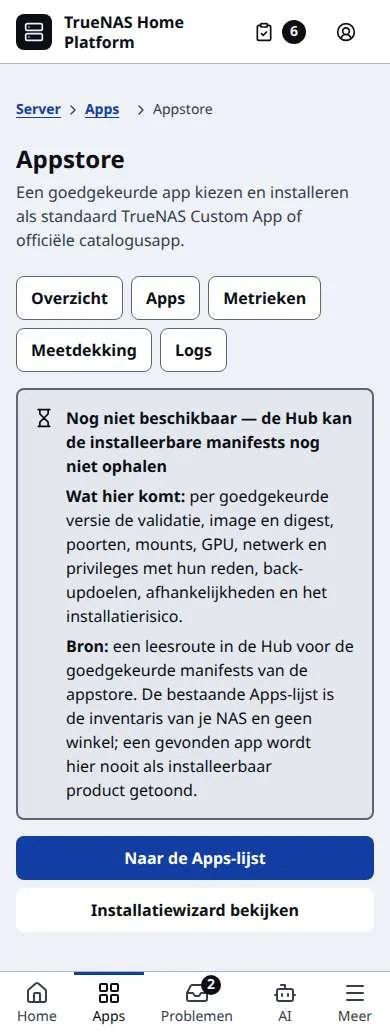 TrueNAS Home
Platform
6
Server > Apps > Appstore
Appstore
Een goedgekeurde app kiezen en installeren
als standaard TrueNAS Custom App of
officiële catalogusapp.
Overzicht Apps Metrieken
Meetdekking Logs
Nog niet beschikbaar — de Hub kan
de installeerbare manifests nog
niet ophalen
Wat hier komt: per goedgekeurde
versie de validatie, image en digest,
poorten, mounts, GPU, netwerk en
privileges met hun reden, back-
updoelen, afhankelijkheden en het
installatierisico.
Bron: een leesroute in de Hub voor de
goedgekeurde manifests van de
appstore. De bestaande Apps-lijst is
de inventaris van je NAS en geen
winkel; een gevonden app wordt
hier nooit als installeerbaar
product getoond.
Naar de Apps-lijst
Installatiewizard bekijken
2
Home Apps Problemen AI Meer